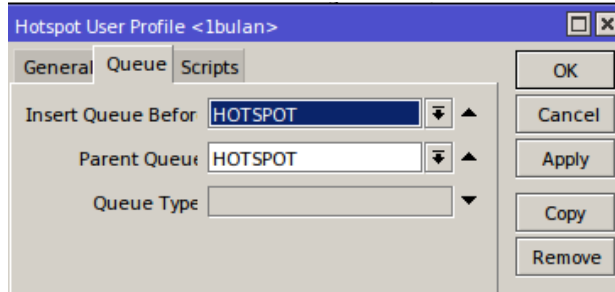 Hotspot User Profile <1bulan>
General Queue Scripts
OK
Insert Queue Befor HOTSPOT
Cancel
Parent Queue HOTSPOT
Apply
Queue Type
Copy
Remove